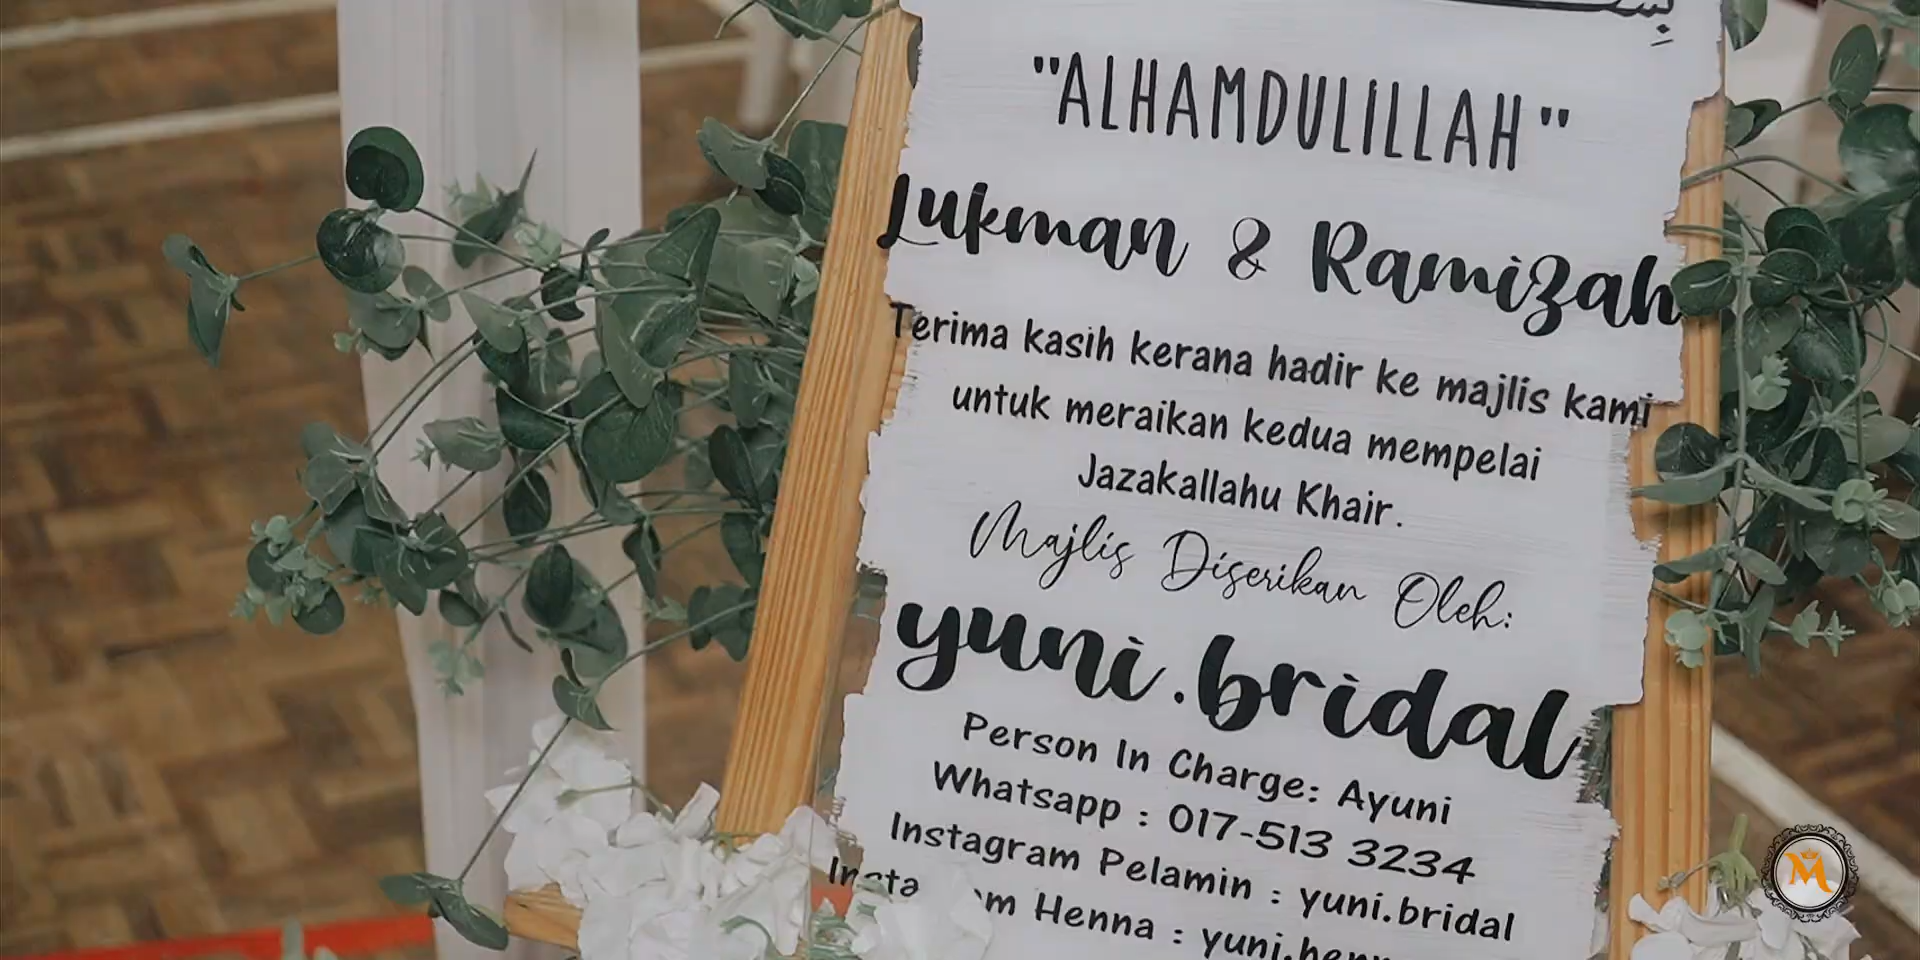 "ALHAMDULILLAH"
Lukman & Ramizah
Terima kasih kerana hadir ke majlis kami
untuk meraikan kedua mempelai
Jazakallahu Khair.
Majlis Diserikan Oleh:
yuni.bridal
Person In Charge: Ayuni
Whatsapp : 017-513 3234
Instagram Pelamin : yuni.bridal
Henna :
M